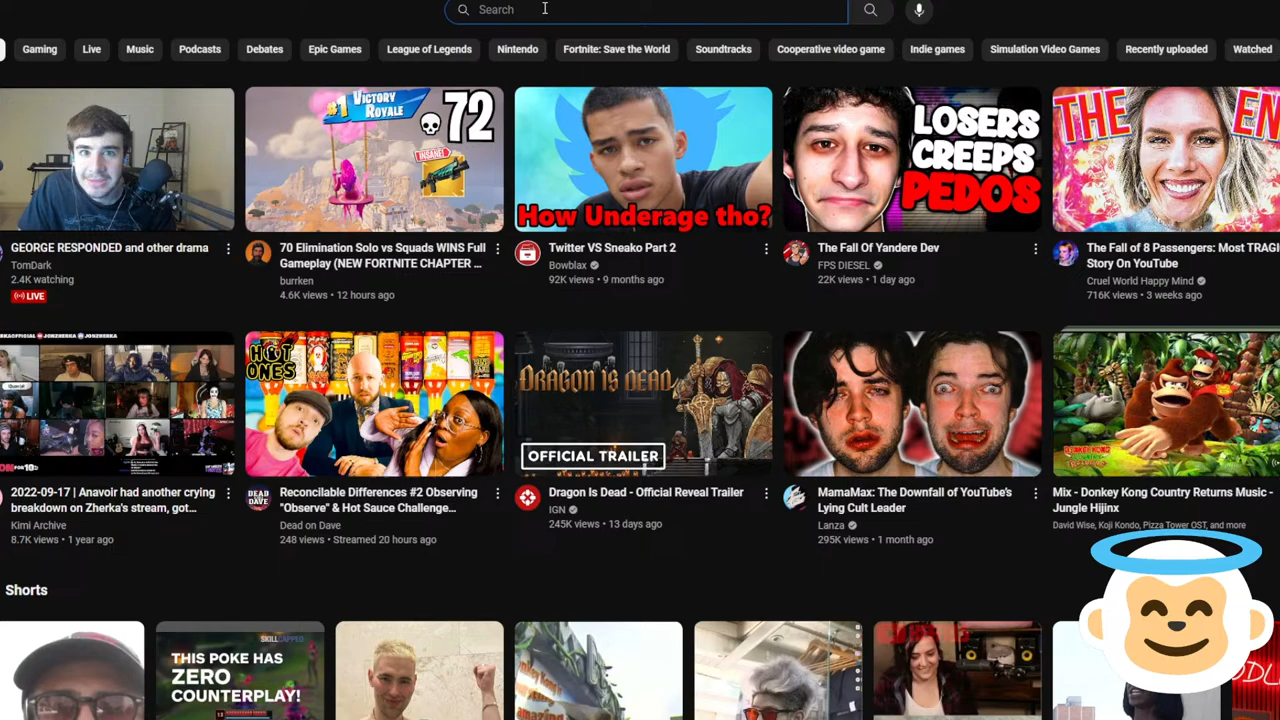 Search
Gaming
Live
Music
Podcasts
Debates
Epic Games
League of Legends
Nintendo
Fortnite: Save the World
Soundtracks
Cooperative video game
Indie games
Simulation Video Games
Recently uploaded
Watched
#1 VICTORY ROYALE
72
INSANE!
How Underage tho?
LOSERS
CREEPS
PEDOS
THE EN
GEORGE RESPONDED and other drama
TomDark
2.4K watching
LIVE
70 Elimination Solo vs Squads WINS Full
Gameplay (NEW FORTNITE CHAPTER ...
burrken
4.6K views • 12 hours ago
Twitter VS Sneako Part 2
Bowblax
92K views • 9 months ago
The Fall Of Yandere Dev
FPS DIESEL
22K views • 1 day ago
The Fall of 8 Passengers: Most TRAGI
Story On YouTube
Cruel World Happy Mind
716K views • 3 weeks ago
HOT
ONES
DRAGON IS DEAD
OFFICIAL TRAILER
2022-09-17 | Anavoir had another crying
breakdown on Zherka's stream, got...
Kimi Archive
8.7K views • 1 year ago
DEAD
DAVE
Reconcilable Differences #2 Observing
"Observe" & Hot Sauce Challenge...
Dead on Dave
248 views • Streamed 20 hours ago
Dragon Is Dead - Official Reveal Trailer
IGN
245K views • 13 days ago
MamaMax: The Downfall of YouTube's
Lying Cult Leader
Lanza
295K views • 1 month ago
Mix - Donkey Kong Country Returns Music -
Jungle Hijinx
David Wise, Koji Kondo, Pizza Tower OST, and more
Shorts
SKILLCAPPED
THIS POKE HAS
ZERO
COUNTERPLAY!